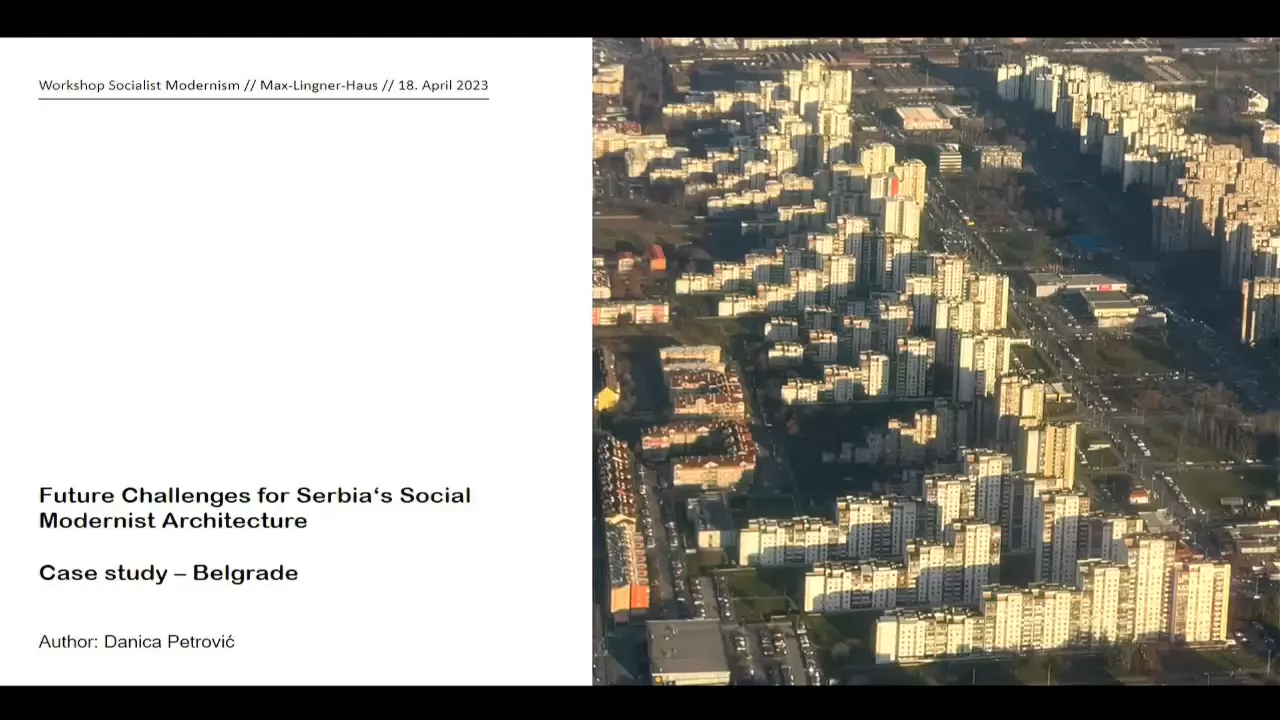 Workshop Socialist Modernism // Max-Lingner-Haus // 18. April 2023
Future Challenges for Serbia‘s Social
Modernist Architecture
Case study – Belgrade
Author: Danica Petrović